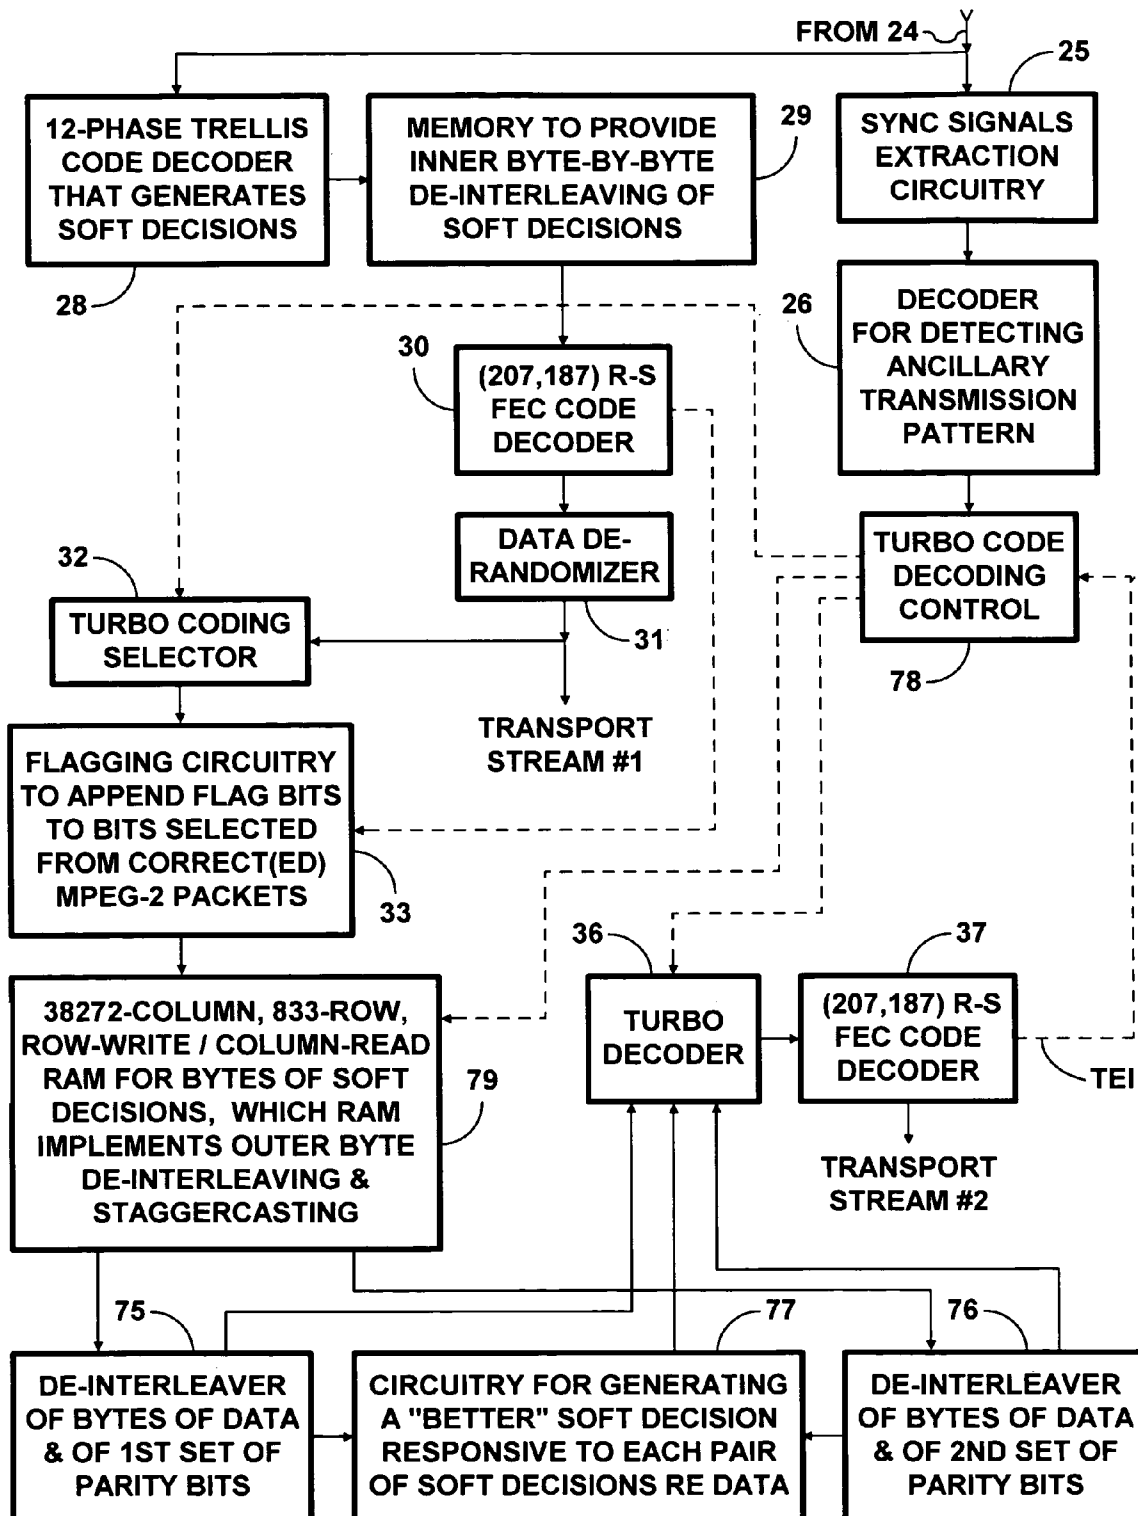 FROM 24
25
12-PHASE TRELLIS
CODE DECODER
THAT GENERATES
SOFT DECISIONS
28
MEMORY TO PROVIDE
INNER BYTE-BY-BYTE
DE-INTERLEAVING OF
SOFT DECISIONS
29
SYNC SIGNALS
EXTRACTION
CIRCUITRY
26
DECODER
FOR DETECTING
ANCILLARY
TRANSMISSION
PATTERN
30
(207,187) R-S
FEC CODE
DECODER
DATA DE-
RANDOMIZER
31
32
TURBO CODING
SELECTOR
TURBO CODE
DECODING
CONTROL
78
TRANSPORT
STREAM #1
FLAGGING CIRCUITRY
TO APPEND FLAG BITS
TO BITS SELECTED
FROM CORRECT(ED)
MPEG-2 PACKETS
33
36
TURBO
DECODER
37
(207,187) R-S
FEC CODE
DECODER
TEI
TRANSPORT
STREAM #2
38272-COLUMN, 833-ROW,
ROW-WRITE / COLUMN-READ
RAM FOR BYTES OF SOFT
DECISIONS, WHICH RAM
IMPLEMENTS OUTER BYTE
DE-INTERLEAVING &
STAGGERCASTING
79
75
DE-INTERLEAVER
OF BYTES OF DATA
& OF 1ST SET OF
PARITY BITS
77
CIRCUITRY FOR GENERATING
A "BETTER" SOFT DECISION
RESPONSIVE TO EACH PAIR
OF SOFT DECISIONS RE DATA
76
DE-INTERLEAVER
OF BYTES OF DATA
& OF 2ND SET OF
PARITY BITS